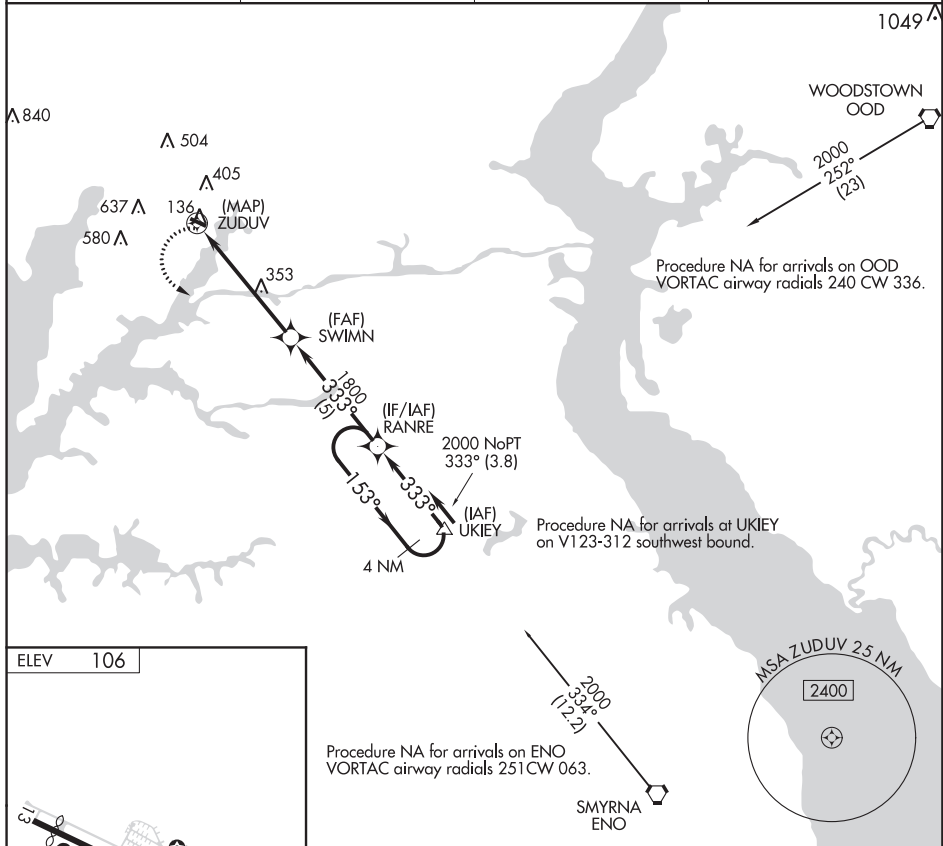 1049
WOODSTOWN
OOD
840
504
2000
252°
(23)
405
637
136
(MAP)
ZUDUV
580
353
Procedure NA for arrivals on OOD
VORTAC airway radials 240 CW 336.
(FAF)
SWIMN
1800
333°
(5)
(IF/IAF)
RANRE
2000 NoPT
333° (3.8)
333°
153°
(IAF)
UKIEY
Procedure NA for arrivals at UKIEY
on V123-312 southwest bound.
4 NM
ELEV 106
MSA ZUDUV 25 NM
2400
2000
334°
(12.2)
Procedure NA for arrivals on ENO
VORTAC airway radials 251CW 063.
SMYRNA
ENO
13